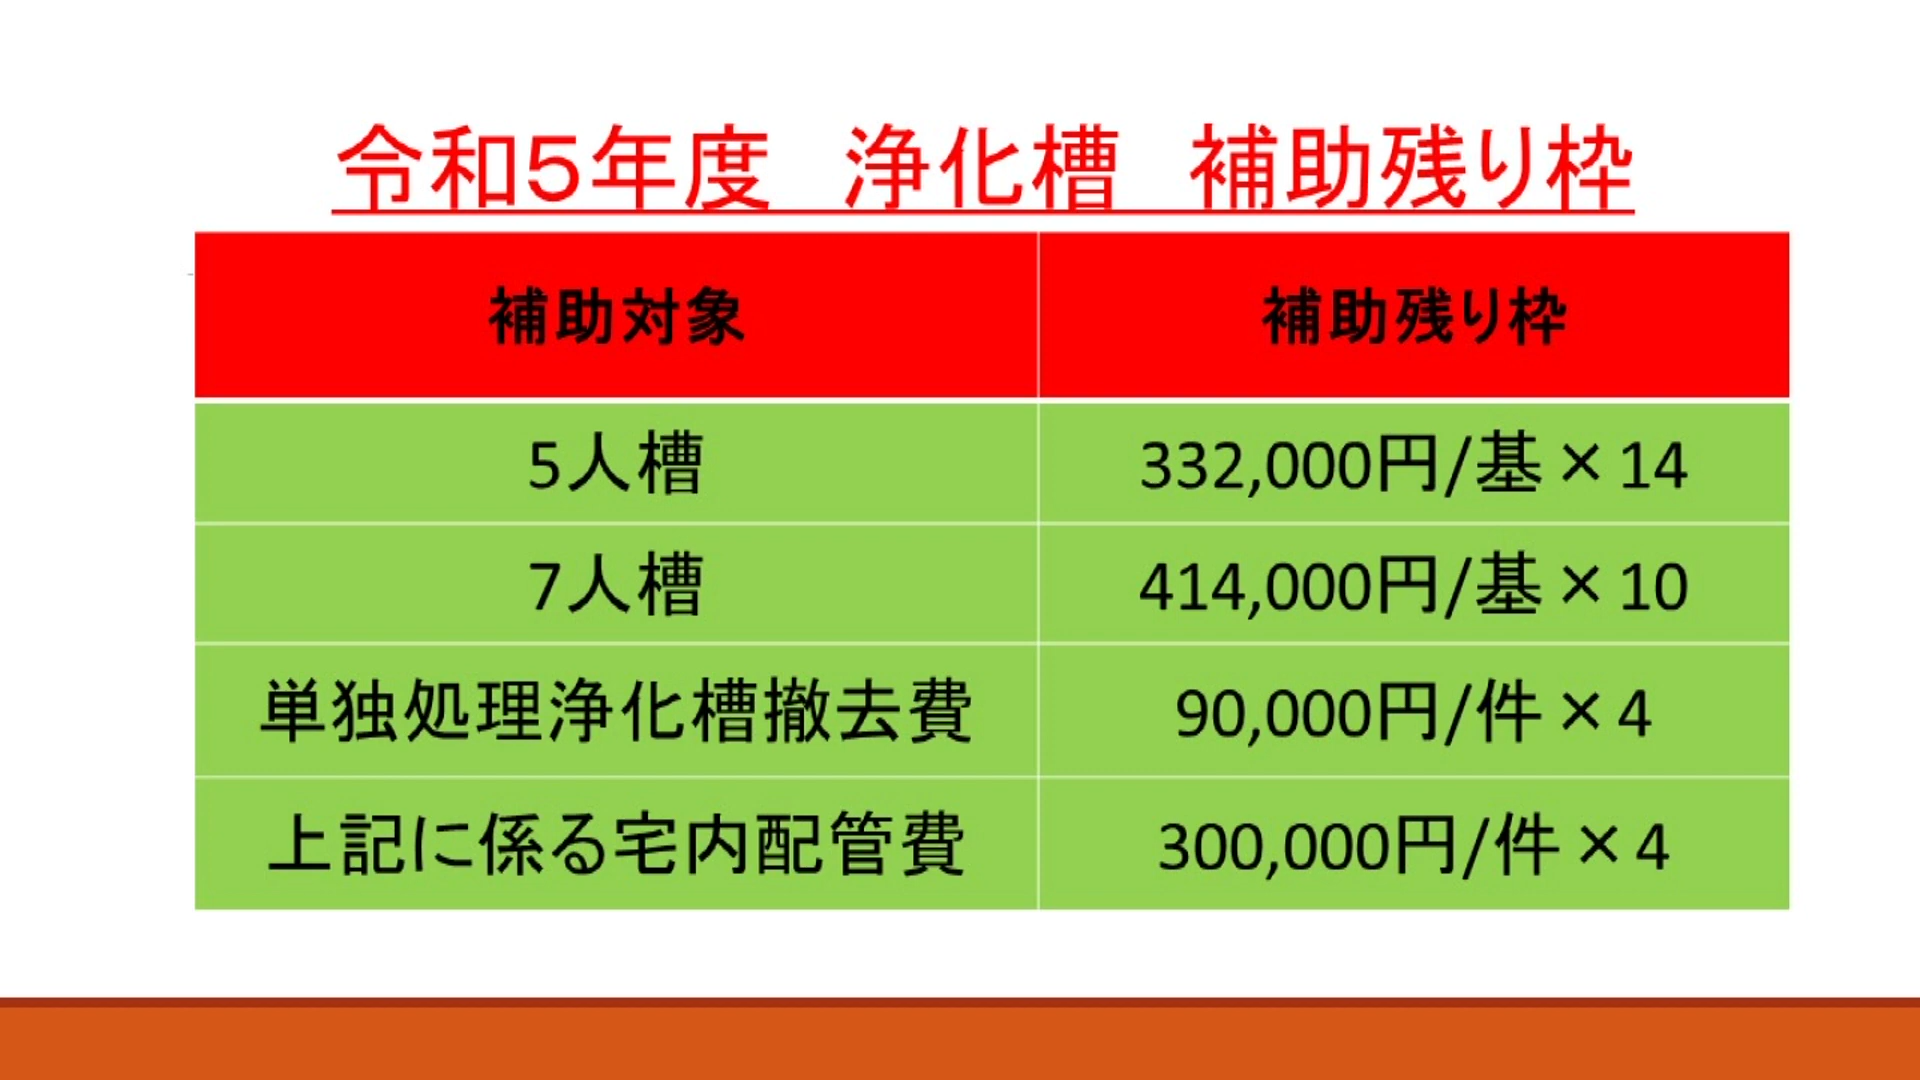 令和５年度　浄化槽　補助残り枠
補助対象
補助残り枠
5人槽
332,000円/基×14
7人槽
414,000円/基×10
単独処理浄化槽撤去費
90,000円/件×4
上記に係る宅内配管費
300,000円/件×4